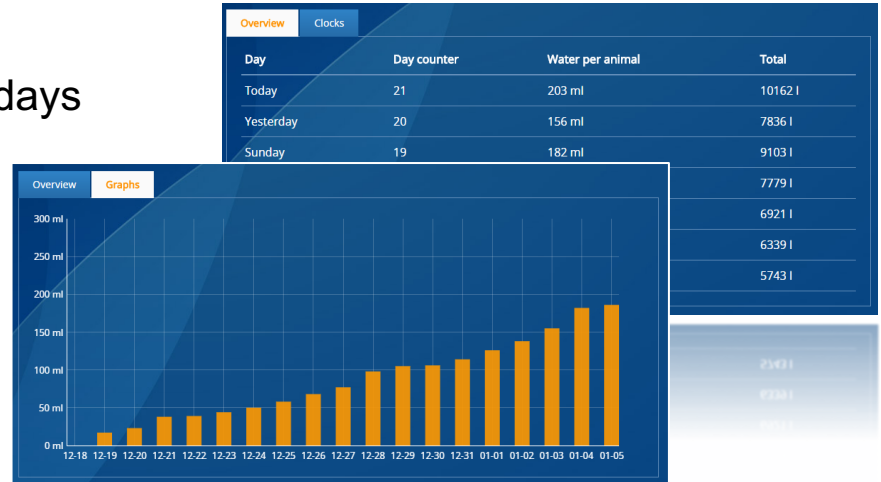 days
Overview Clocks
Day Day counter Water per animal Total
Today 21 203 ml 10162 l
Yesterday 20 156 ml 7836 l
Sunday 19 182 ml 9103 l
7779 l
6921 l
6339 l
5743 l
Overview Graphs
300 ml
250 ml
200 ml
150 ml
100 ml
50 ml
0 ml
12-18 12-19 12-20 12-21 12-22 12-23 12-24 12-25 12-26 12-27 12-28 12-29 12-30 12-31 01-01 01-02 01-03 01-04 01-05